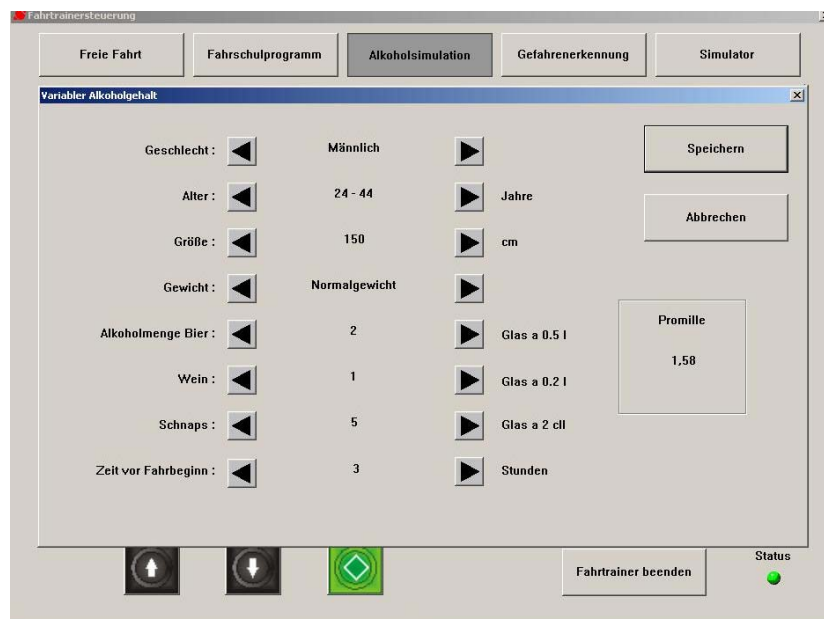 Fahrtrainersteuerung
Freie Fahrt Fahrschulprogramm Alkoholsimulation Gefahrenerkennung Simulator
Variabler Alkoholgehalt
Geschlecht : Männlich Speichern
Alter : 24 - 44 Jahre
Abbrechen
Größe : 150 cm
Gewicht : Normalgewicht
Promille
Alkoholmenge Bier : 2 Glas a 0.5 l
1,58
Wein : 1 Glas a 0.2 l
Schnaps : 5 Glas a 2 cll
Zeit vor Fahrbeginn : 3 Stunden
Status
Fahrtrainer beenden